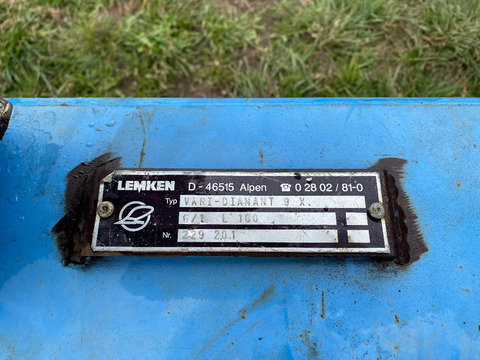 LEMKEN D-46515 Alpen ☎ 0 28 02 / 81-0
Typ VARI-DIAMANT 9 X.
L 100
Nr. 229 201